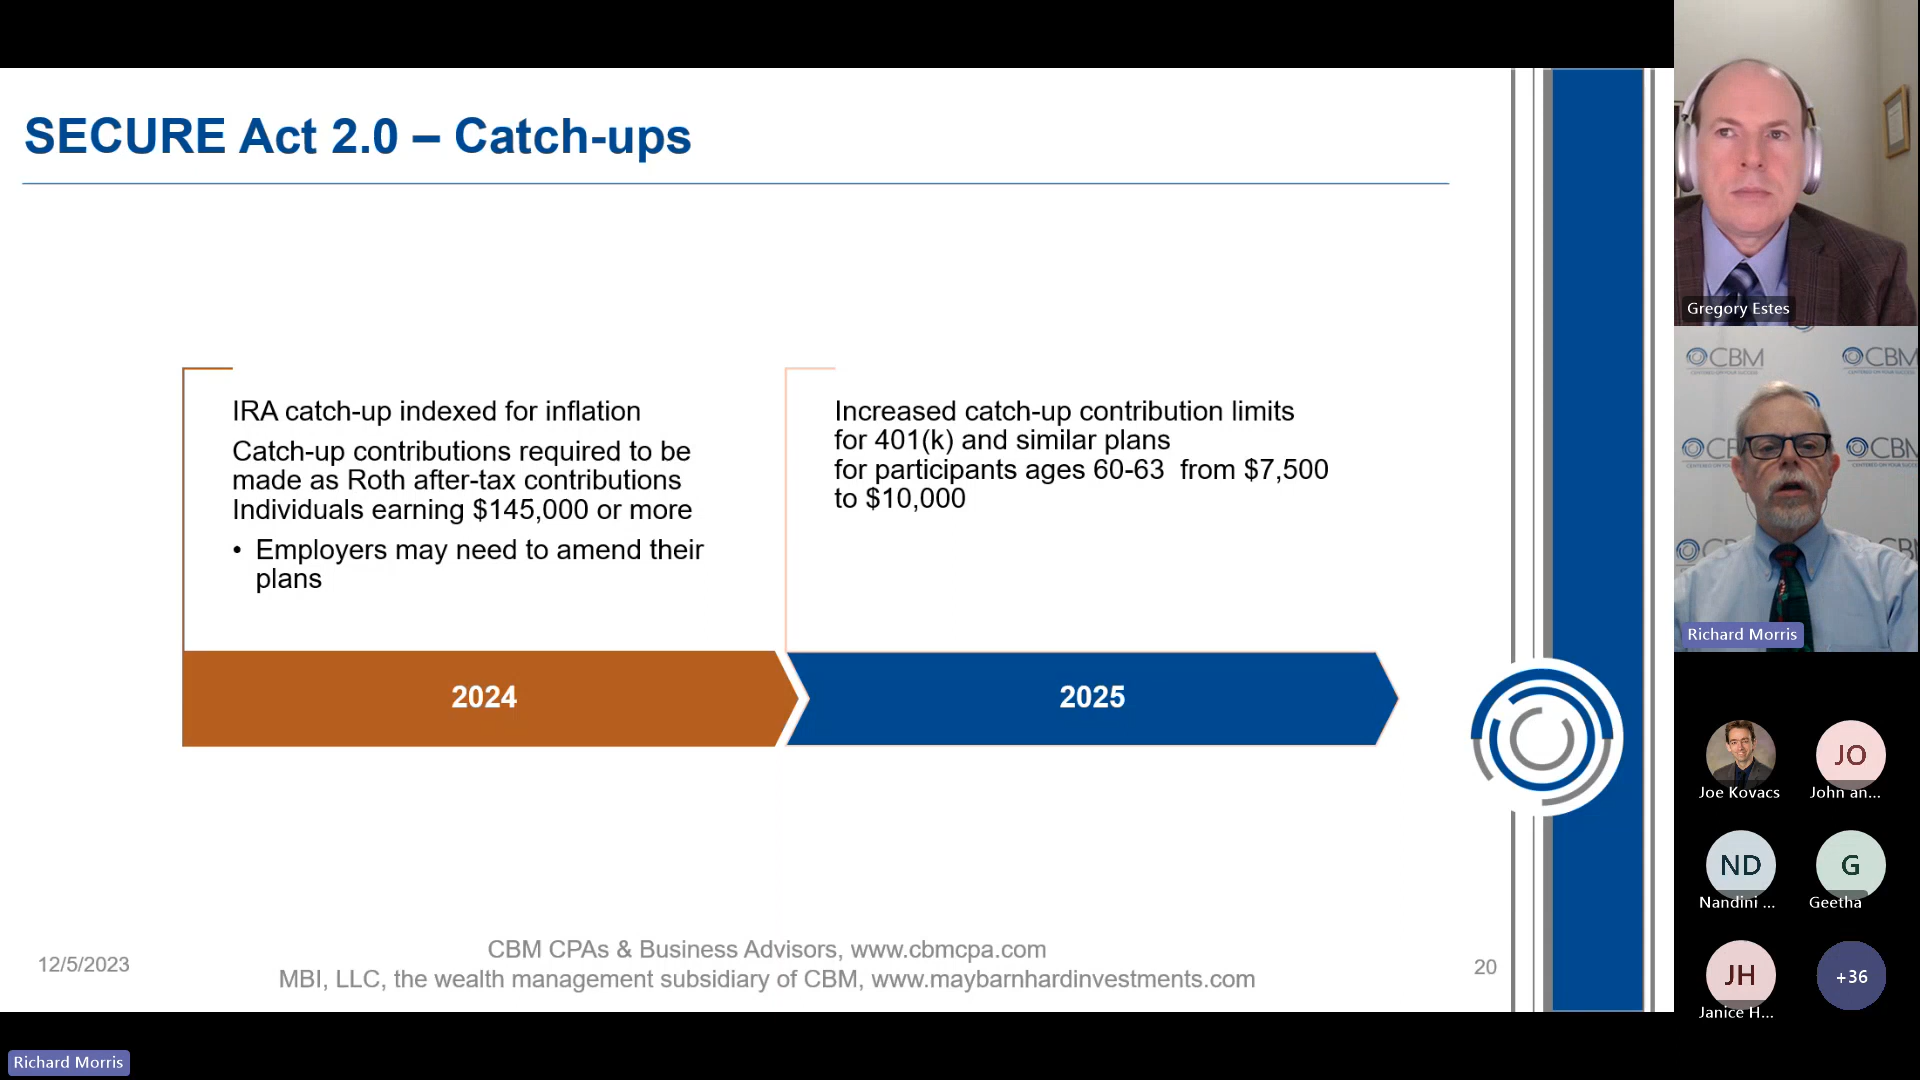 SECURE Act 2.0 – Catch-ups
IRA catch-up indexed for inflation
Catch-up contributions required to be
made as Roth after-tax contributions
Individuals earning $145,000 or more
• Employers may need to amend their
plans
Increased catch-up contribution limits
for 401(k) and similar plans
for participants ages 60-63 from $7,500
to $10,000
2024
2025
CBM CPAs & Business Advisors, www.cbmcpa.com
12/5/2023
MBI, LLC, the wealth management subsidiary of CBM, www.maybarnhardinvestments.com
20
Gregory Estes
CBM
CBM
CBM
Richard Morris
Joe Kovacs
JO
John an...
ND
Nandini ...
G
Geetha
JH
Janice H...
+36
Richard Morris